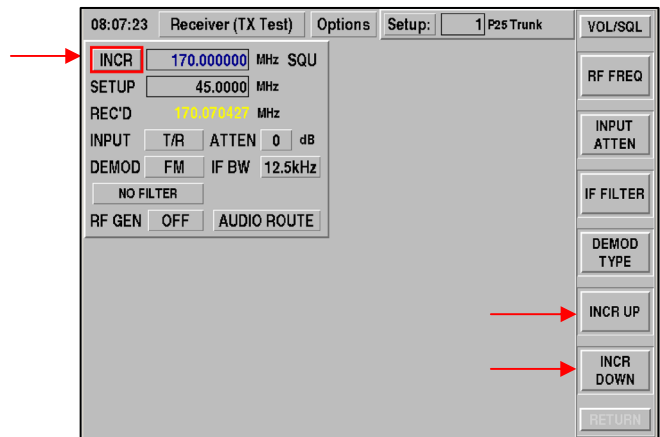 08:07:23 Receiver (TX Test) Options Setup: 1 P25 Trunk
INCR 170.000000 MHz SQU
SETUP 45.0000 MHz
REC'D 170.070427 MHz
INPUT T/R ATTEN 0 dB
DEMOD FM IF BW 12.5kHz
NO FILTER
RF GEN OFF AUDIO ROUTE
VOL/SQL
RF FREQ
INPUT
ATTEN
IF FILTER
DEMOD
TYPE
INCR UP
INCR
DOWN
RETURN